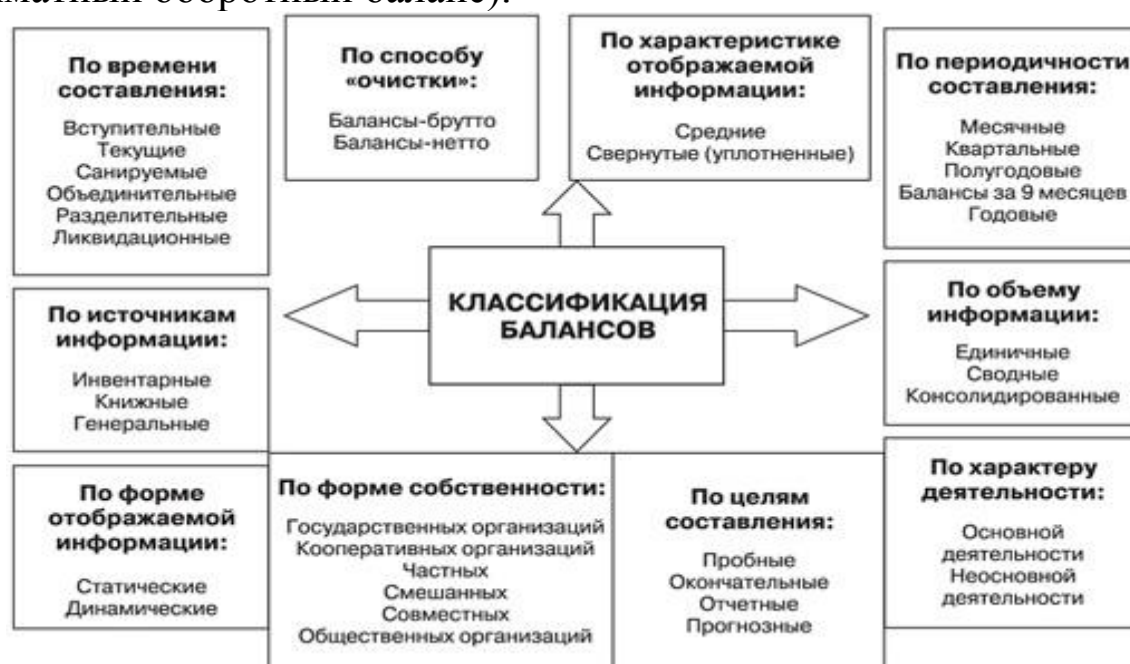 шахматный оборотный баланс).
По времени
составления:
Вступительные
Текущие
Санируемые
Объединительные
Разделительные
Ликвидационные
По способу
«очистки»:
Балансы-брутто
Балансы-нетто
По характеристике
отображаемой
информации:
Средние
Свернутые (уплотненные)
По периодичности
составления:
Месячные
Квартальные
Полугодовые
Балансы за 9 месяцев
Годовые
КЛАССИФИКАЦИЯ
БАЛАНСОВ
По источникам
информации:
Инвентарные
Книжные
Генеральные
По объему
информации:
Единичные
Сводные
Консолидированные
По форме
отображаемой
информации:
Статические
Динамические
По форме собственности:
Государственных организаций
Кооперативных организаций
Частных
Смешанных
Совместных
Общественных организаций
По целям
составления:
Пробные
Окончательные
Отчетные
Прогнозные
По характеру
деятельности:
Основной
деятельности
Неосновной
деятельности